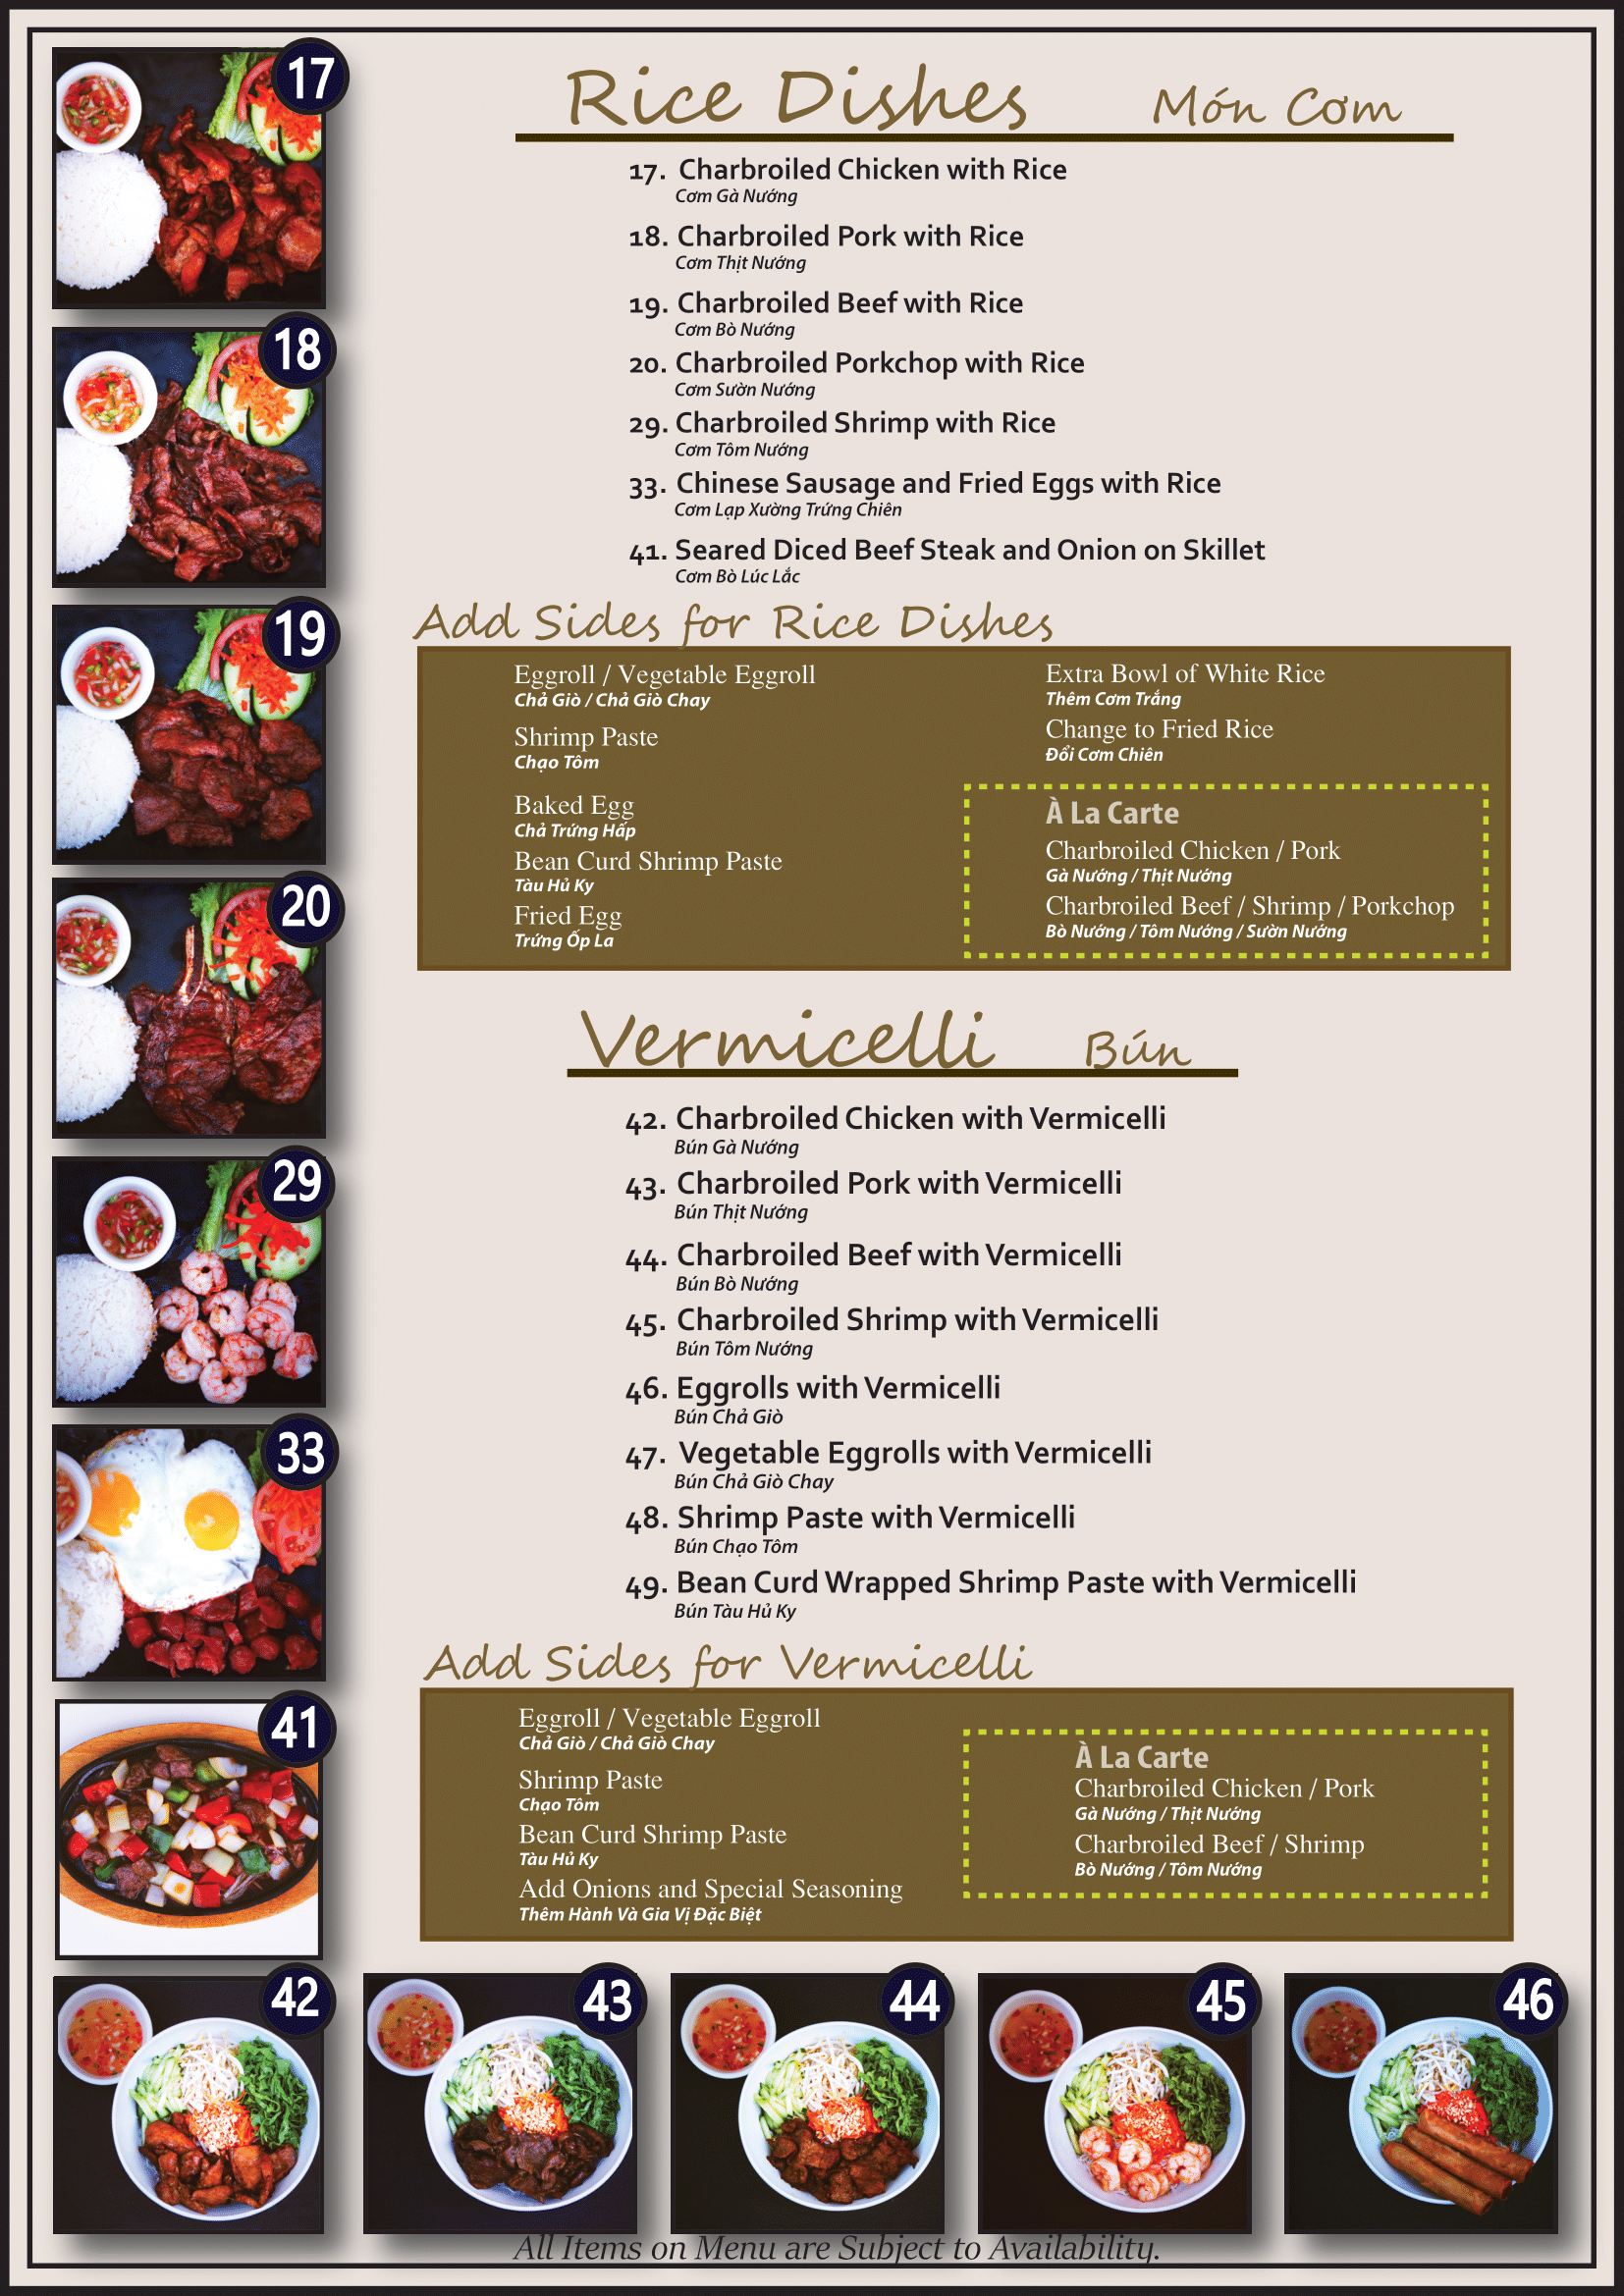 Rice Dishes Món Cơm
17. Charbroiled Chicken with Rice
Cơm Gà Nướng
18. Charbroiled Pork with Rice
Cơm Thịt Nướng
19. Charbroiled Beef with Rice
Cơm Bò Nướng
20. Charbroiled Porkchop with Rice
Cơm Sườn Nướng
29. Charbroiled Shrimp with Rice
Cơm Tôm Nướng
33. Chinese Sausage and Fried Eggs with Rice
Cơm Lạp Xường Trứng Chiên
41. Seared Diced Beef Steak and Onion on Skillet
Cơm Bò Lúc Lắc
Add Sides for Rice Dishes
Eggroll / Vegetable Eggroll
Chả Giò / Chả Giò Chay
Shrimp Paste
Chạo Tôm
Baked Egg
Chả Trứng Hấp
Bean Curd Shrimp Paste
Tàu Hủ Ky
Fried Egg
Trứng Ốp La
Extra Bowl of White Rice
Thêm Cơm Trắng
Change to Fried Rice
Đổi Cơm Chiên
À La Carte
Charbroiled Chicken / Pork
Gà Nướng / Thịt Nướng
Charbroiled Beef / Shrimp / Porkchop
Bò Nướng / Tôm Nướng / Sườn Nướng
Vermicelli Bún
42. Charbroiled Chicken with Vermicelli
Bún Gà Nướng
43. Charbroiled Pork with Vermicelli
Bún Thịt Nướng
44. Charbroiled Beef with Vermicelli
Bún Bò Nướng
45. Charbroiled Shrimp with Vermicelli
Bún Tôm Nướng
46. Eggrolls with Vermicelli
Bún Chả Giò
47. Vegetable Eggrolls with Vermicelli
Bún Chả Giò Chay
48. Shrimp Paste with Vermicelli
Bún Chạo Tôm
49. Bean Curd Wrapped Shrimp Paste with Vermicelli
Bún Tàu Hủ Ky
Add Sides for Vermicelli
Eggroll / Vegetable Eggroll
Chả Giò / Chả Giò Chay
Shrimp Paste
Chạo Tôm
Bean Curd Shrimp Paste
Tàu Hủ Ky
Add Onions and Special Seasoning
Thêm Hành Và Gia Vị Đặc Biệt
À La Carte
Charbroiled Chicken / Pork
Gà Nướng / Thịt Nướng
Charbroiled Beef / Shrimp
Bò Nướng / Tôm Nướng
17
18
19
20
29
33
41
42
43
44
45
46
All Items on Menu are Subject to Availability.